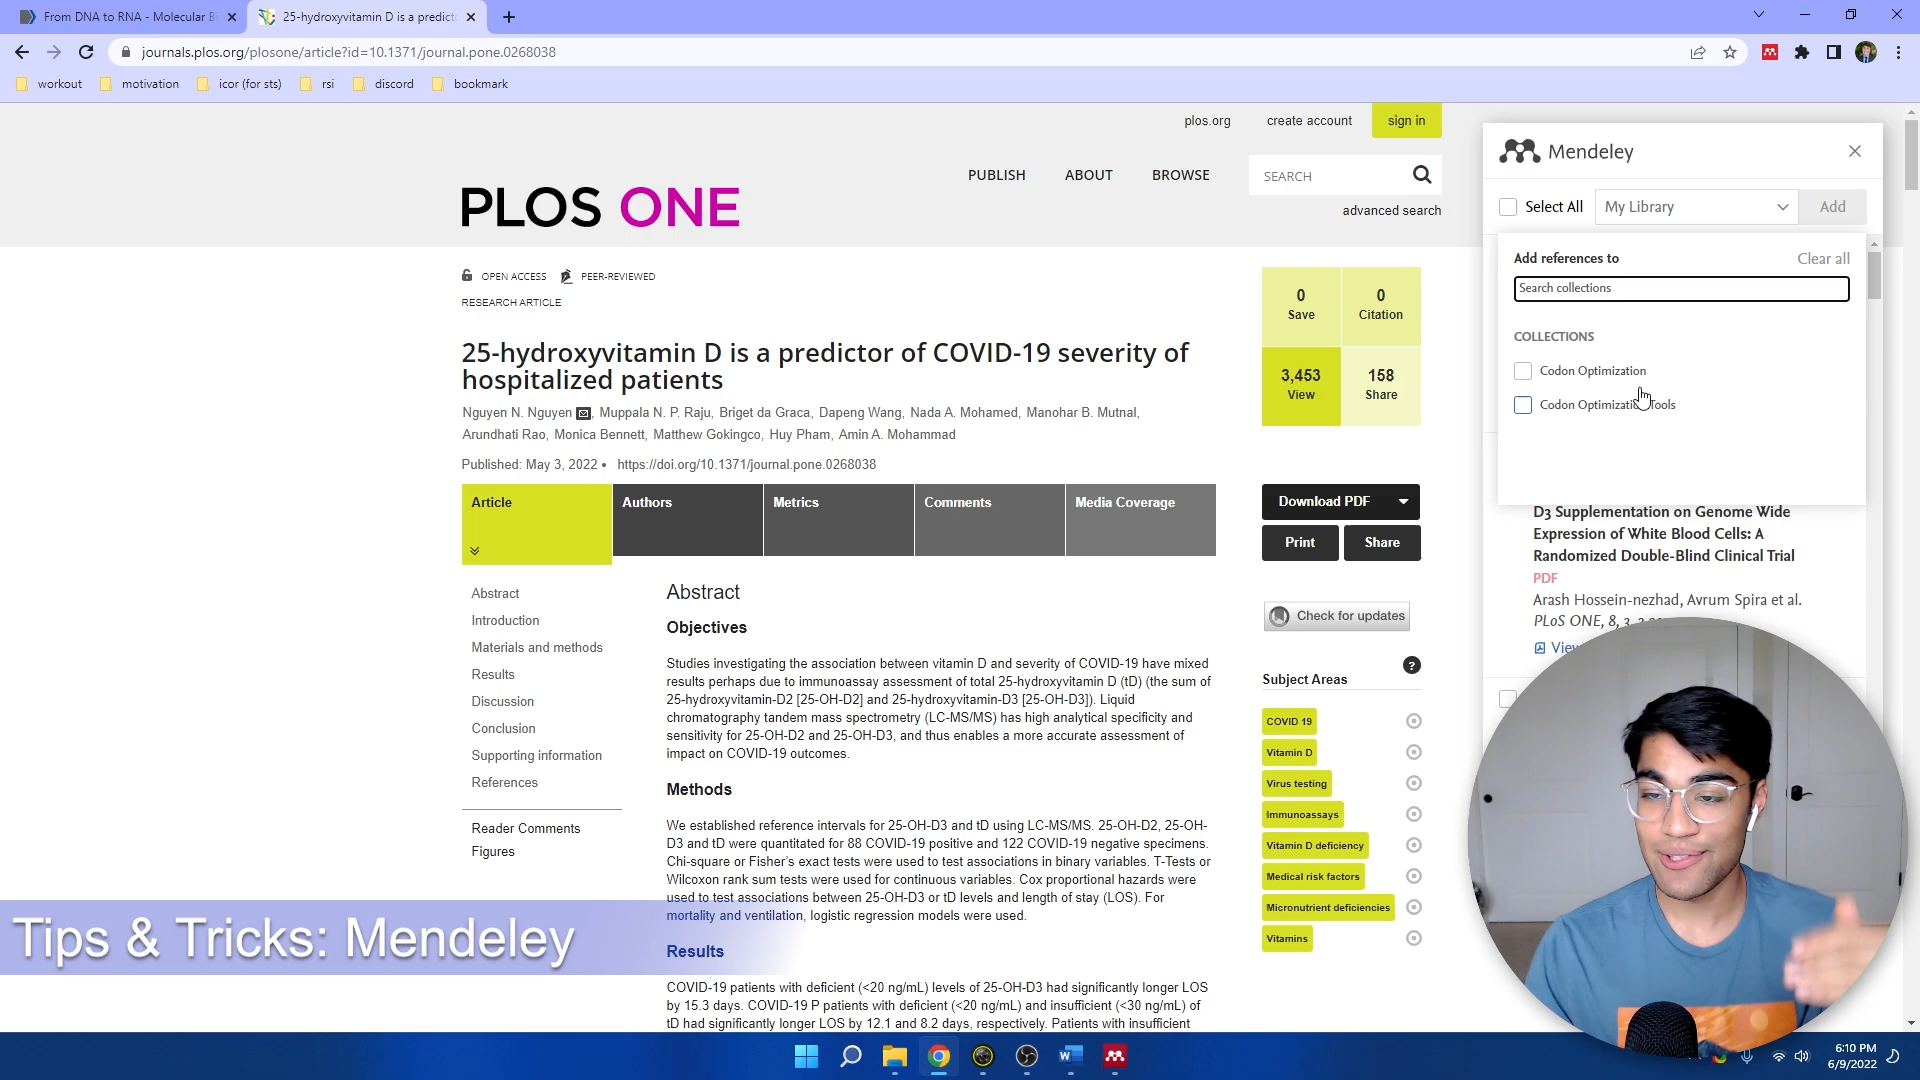 From DNA to RNA - Molecular B
25-hydroxyvitamin D is a predicto
journals.plos.org/plosone/article?id=10.1371/journal.pone.0268038
workout
motivation
icor (for sts)
rsi
discord
bookmark
plos.org
create account
sign in
PUBLISH
ABOUT
BROWSE
SEARCH
advanced search
PLOS ONE
OPEN ACCESS
PEER-REVIEWED
RESEARCH ARTICLE
25-hydroxyvitamin D is a predictor of COVID-19 severity of
hospitalized patients
Nguyen N. Nguyen, Muppala N. P. Raju, Briget da Graca, Dapeng Wang, Nada A. Mohamed, Manohar B. Mutnal,
Arundhati Rao, Monica Bennett, Matthew Gokingco, Huy Pham, Amin A. Mohammad
Published: May 3, 2022 • https://doi.org/10.1371/journal.pone.0268038
0
Save
0
Citation
3,453
View
158
Share
Article
Authors
Metrics
Comments
Media Coverage
Download PDF
Print
Share
Check for updates
Abstract
Introduction
Materials and methods
Results
Discussion
Conclusion
Supporting information
References
Reader Comments
Figures
Abstract
Objectives
Studies investigating the association between vitamin D and severity of COVID-19 have mixed
results perhaps due to immunoassay assessment of total 25-hydroxyvitamin D (tD) (the sum of
25-hydroxyvitamin-D2 [25-OH-D2] and 25-hydroxyvitamin-D3 [25-OH-D3]). Liquid
chromatography tandem mass spectrometry (LC-MS/MS) has high analytical specificity and
sensitivity for 25-OH-D2 and 25-OH-D3, and thus enables a more accurate assessment of
impact on COVID-19 outcomes.
Methods
We established reference intervals for 25-OH-D3 and tD using LC-MS/MS. 25-OH-D2, 25-OH-
D3 and tD were quantitated for 88 COVID-19 positive and 122 COVID-19 negative specimens.
Chi-square or Fisher's exact tests were used to test associations in binary variables. T-Tests or
Wilcoxon rank sum tests were used for continuous variables. Cox proportional hazards were
used to test associations between 25-OH-D3 or tD levels and length of stay (LOS). For
mortality and ventilation, logistic regression models were used.
Results
COVID-19 patients with deficient (<20 ng/mL) levels of 25-OH-D3 had significantly longer LOS
by 15.3 days. COVID-19 P patients with deficient (<20 ng/mL) and insufficient (<30 ng/mL) of
tD had significantly longer LOS by 12.1 and 8.2 days, respectively. Patients with insufficient
Subject Areas
?
COVID 19
Vitamin D
Virus testing
Immunoassays
Vitamin D deficiency
Medical risk factors
Micronutrient deficiencies
Vitamins
Mendeley
Select All
My Library
Add
Add references to
Clear all
Search collections
COLLECTIONS
Codon Optimization
Codon Optimization Tools
D3 Supplementation on Genome Wide
Expression of White Blood Cells: A
Randomized Double-Blind Clinical Trial
PDF
Arash Hossein-nezhad, Avrum Spira et al.
PLoS ONE, 8, 3,
View
Tips & Tricks: Mendeley
6:10 PM
6/9/2022